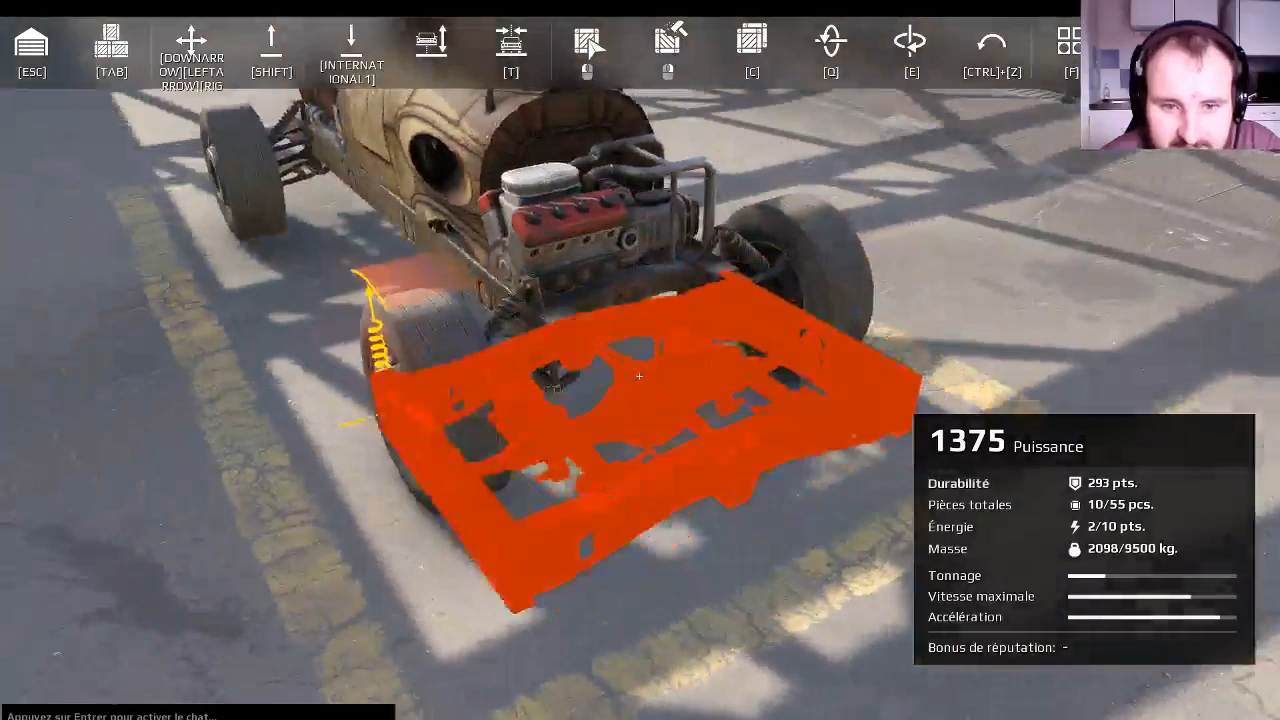 [ESC]
[TAB]
[DOWNARR
OW][LEFTA
RROW][RIG
[SHIFT]
[INTERNAT
IONAL1]
[T]
[C]
[Q]
[E]
[CTRL]+[Z]
[F]
1375 Puissance
Durabilité 293 pts.
Pièces totales 10/55 pcs.
Énergie 2/10 pts.
Masse 2098/9500 kg.
Tonnage
Vitesse maximale
Accélération
Bonus de réputation: -
Appuyez sur Entrer pour activer le chat...